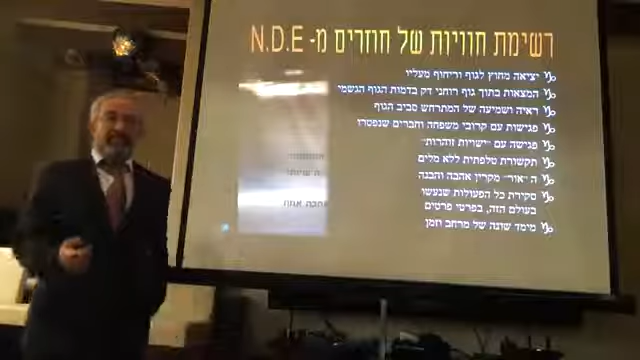 רשימת חוויות של חוזרים מ- N.D.E
יציאה מחוץ לגוף וריחוף מעליו
המצאות בתוך גוף רוחני דק בדמות הגוף הגשמי
ראיה ושמיעה של המתרחש סביב הגוף
פגישות עם קרובי משפחה וחברים שנפטרו
פגישה עם "ישויות זוהרות"
תקשורת טלפתית ללא מלים
ה "אור" מקרין אהבה והבנה
סקירת כל הפעולות שנעשו
בעולם הזה, בפרטי פרטים
מימד שונה של מרחב וזמן